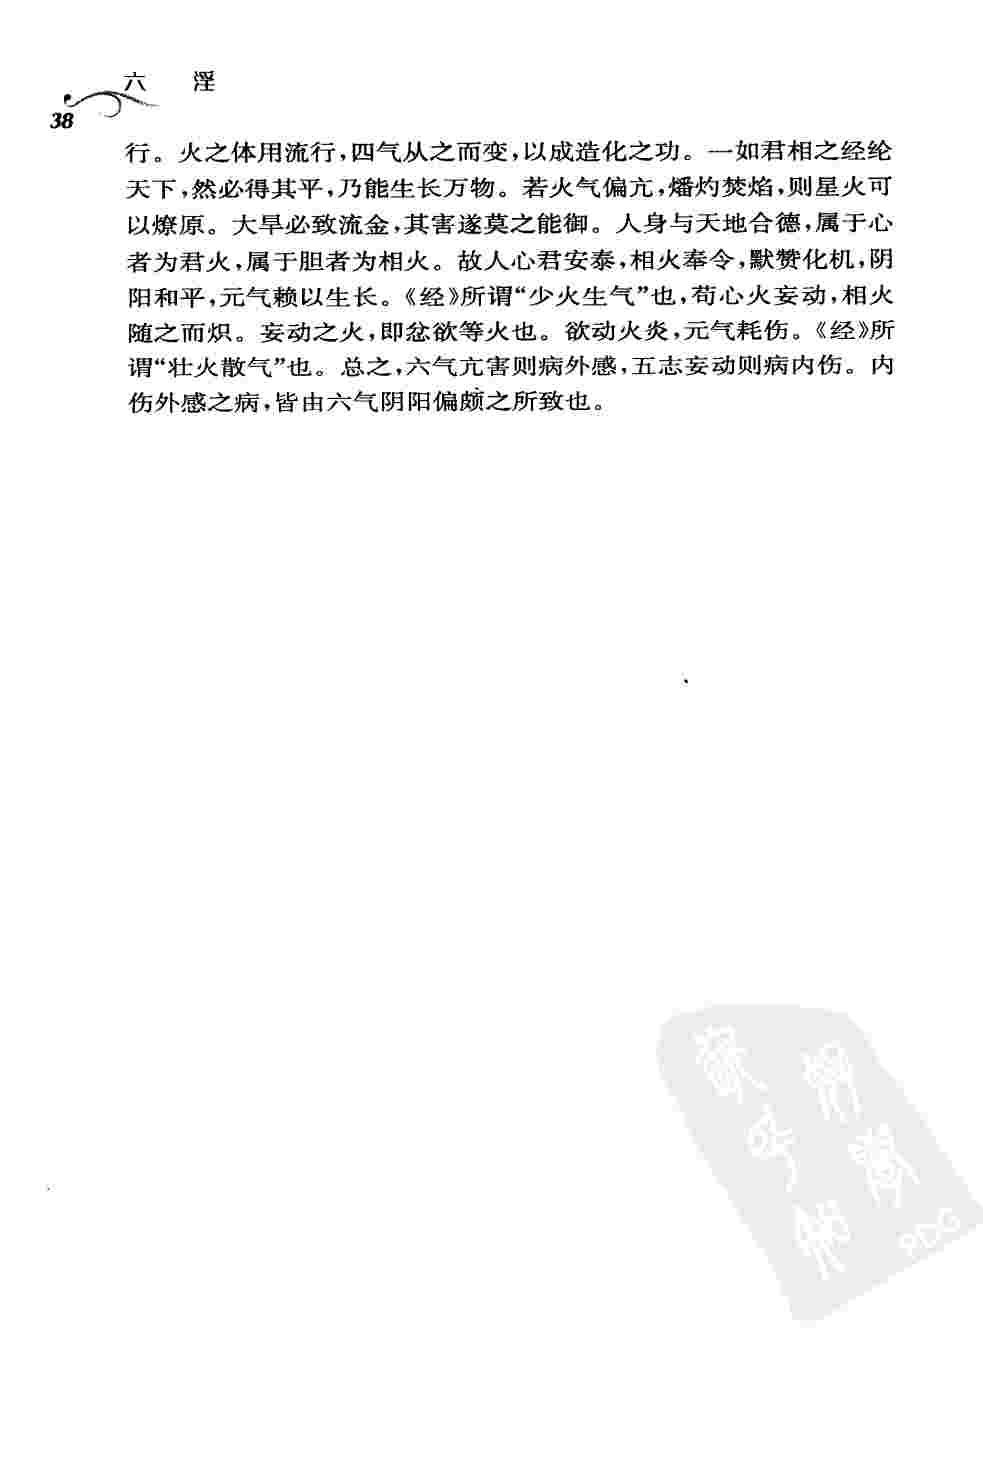 六　淫
38
行。火之体用流行，四气从之而变，以成造化之功。一如君相之经纶
天下，然必得其平，乃能生长万物。若火气偏亢，燔灼焚焰，则星火可
以燎原。大旱必致流金，其害遂莫之能御。人身与天地合德，属于心
者为君火，属于胆者为相火。故人心君安泰，相火奉令，默赞化机，阴
阳和平，元气赖以生长。《经》所谓“少火生气”也，苟心火妄动，相火
随之而炽。妄动之火，即忿欲等火也。欲动火炎，元气耗伤。《经》所
谓“壮火散气”也。总之，六气亢害则病外感，五志妄动则病内伤。内
伤外感之病，皆由六气阴阳偏颇之所致也。
PDG